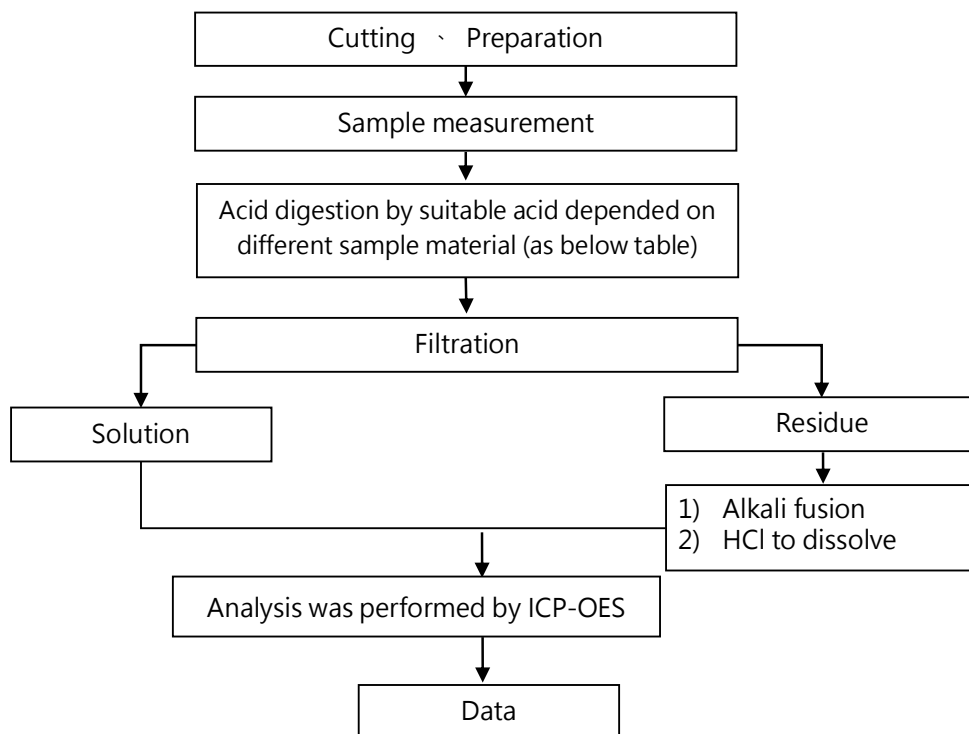 Cutting 、 Preparation
Sample measurement
Acid digestion by suitable acid depended on
different sample material (as below table)
Filtration
Solution
Residue
1) Alkali fusion
2) HCl to dissolve
Analysis was performed by ICP-OES
Data